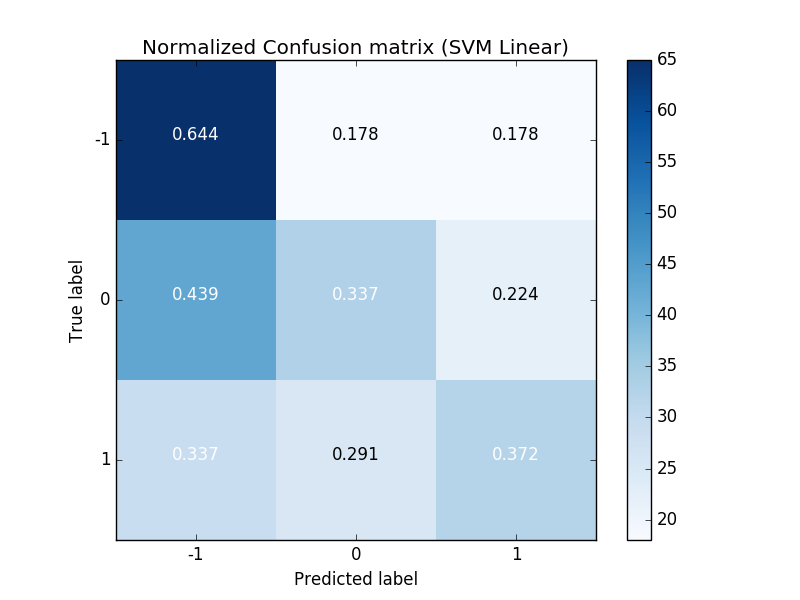 Normalized Confusion matrix (SVM Linear)
-1 0.644 0.178 0.178
0 0.439 0.337 0.224
1 0.337 0.291 0.372
-1 0 1
True label
Predicted label
65
60
55
50
45
40
35
30
25
20